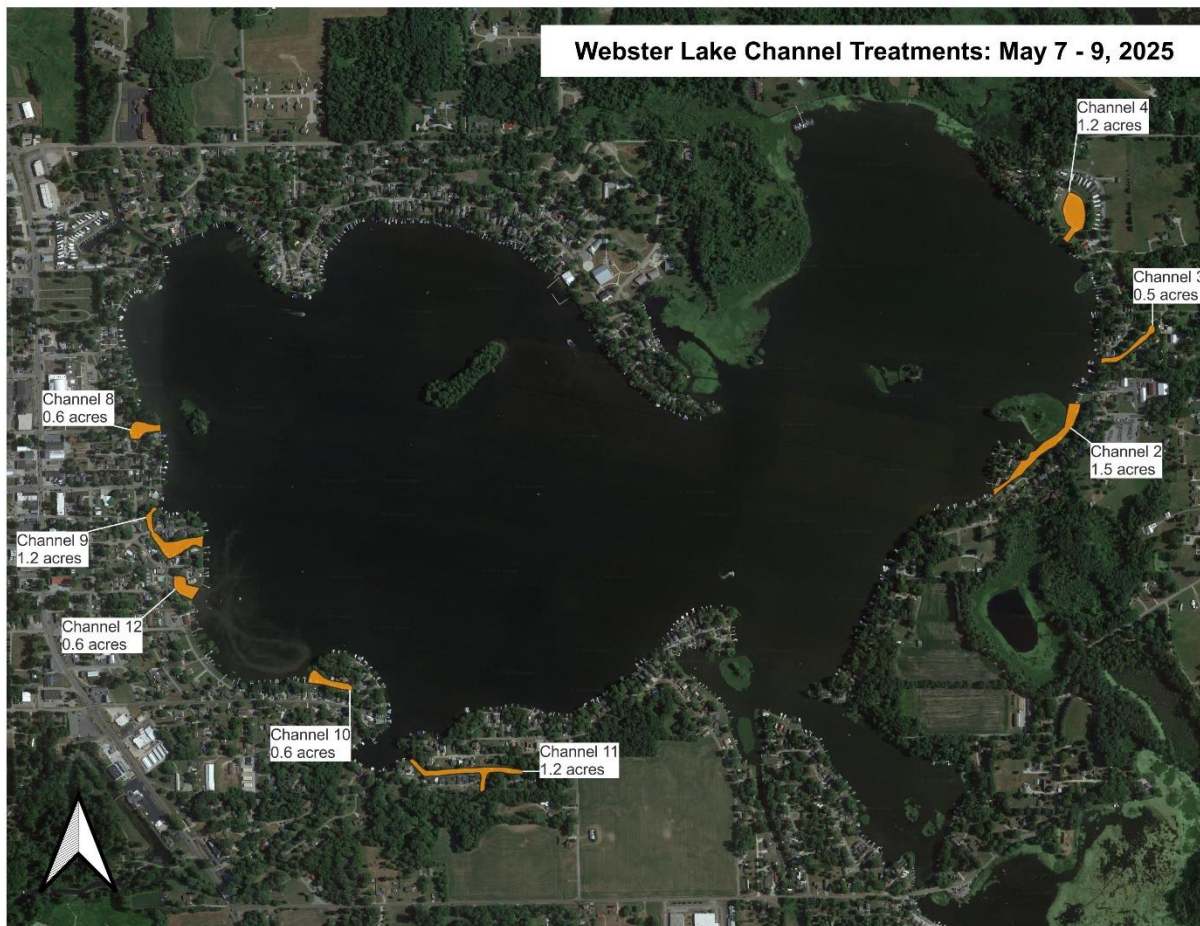 Webster Lake Channel Treatments: May 7 - 9, 2025
Channel 4
1.2 acres
Channel 3
0.5 acres
Channel 8
0.6 acres
Channel 2
1.5 acres
Channel 9
1.2 acres
Channel 12
0.6 acres
Channel 10
0.6 acres
Channel 11
1.2 acres